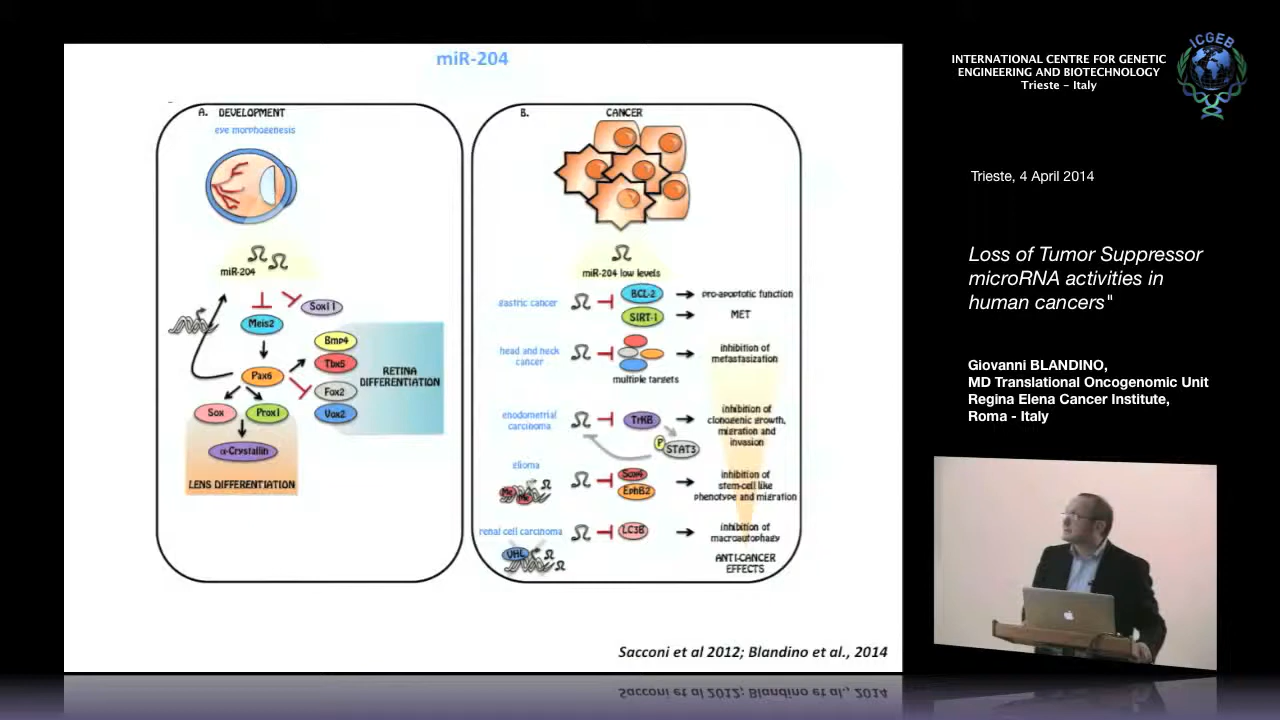 miR-204
A. DEVELOPMENT
eye morphogenesis
miR-204
Sox11
Meis2
Pax6
Bmp4
Tbx5
Fox2
Vox2
RETINA
DIFFERENTIATION
Sox
Prox1
α-Crystallin
LENS DIFFERENTIATION
B. CANCER
miR-204 low levels
gastric cancer
BCL-2
pro-apoptotic function
SIRT-1
MET
head and neck
cancer
multiple targets
inhibition of
metastasization
endometrial
carcinoma
TrKB
P
STAT3
inhibition of
clonogenic growth,
migration and
invasion
glioma
Me
Me
Sox4
EphB2
inhibition of
stem-cell like
phenotype and migration
renal cell carcinoma
VHL
LC3B
inhibition of
macroautophagy
ANTI-CANCER
EFFECTS
Sacconi et al 2012; Blandino et al., 2014
INTERNATIONAL CENTRE FOR GENETIC
ENGINEERING AND BIOTECHNOLOGY
Trieste - Italy
ICGEB
Trieste, 4 April 2014
Loss of Tumor Suppressor
microRNA activities in
human cancers"
Giovanni BLANDINO,
MD Translational Oncogenomic Unit
Regina Elena Cancer Institute,
Roma - Italy